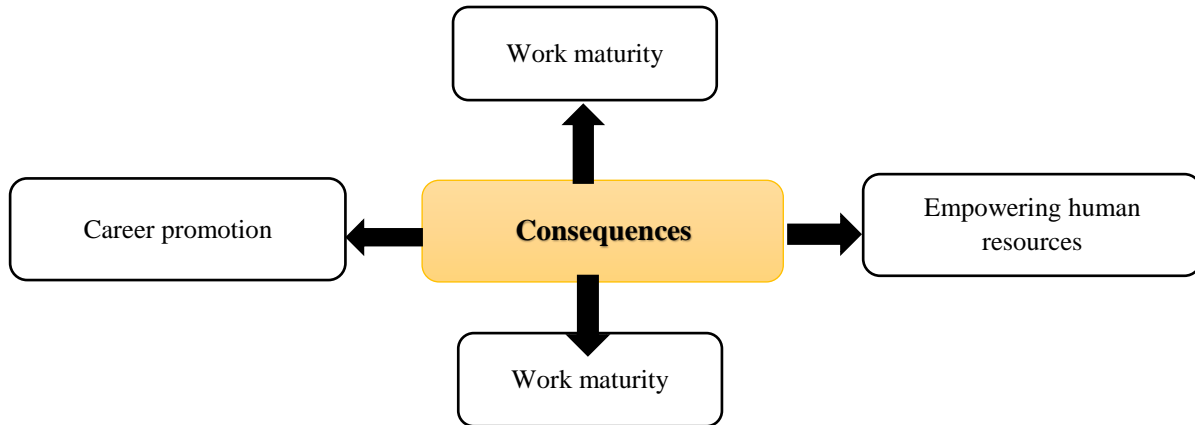 Work maturity
Career promotion
Consequences
Empowering human
resources
Work maturity